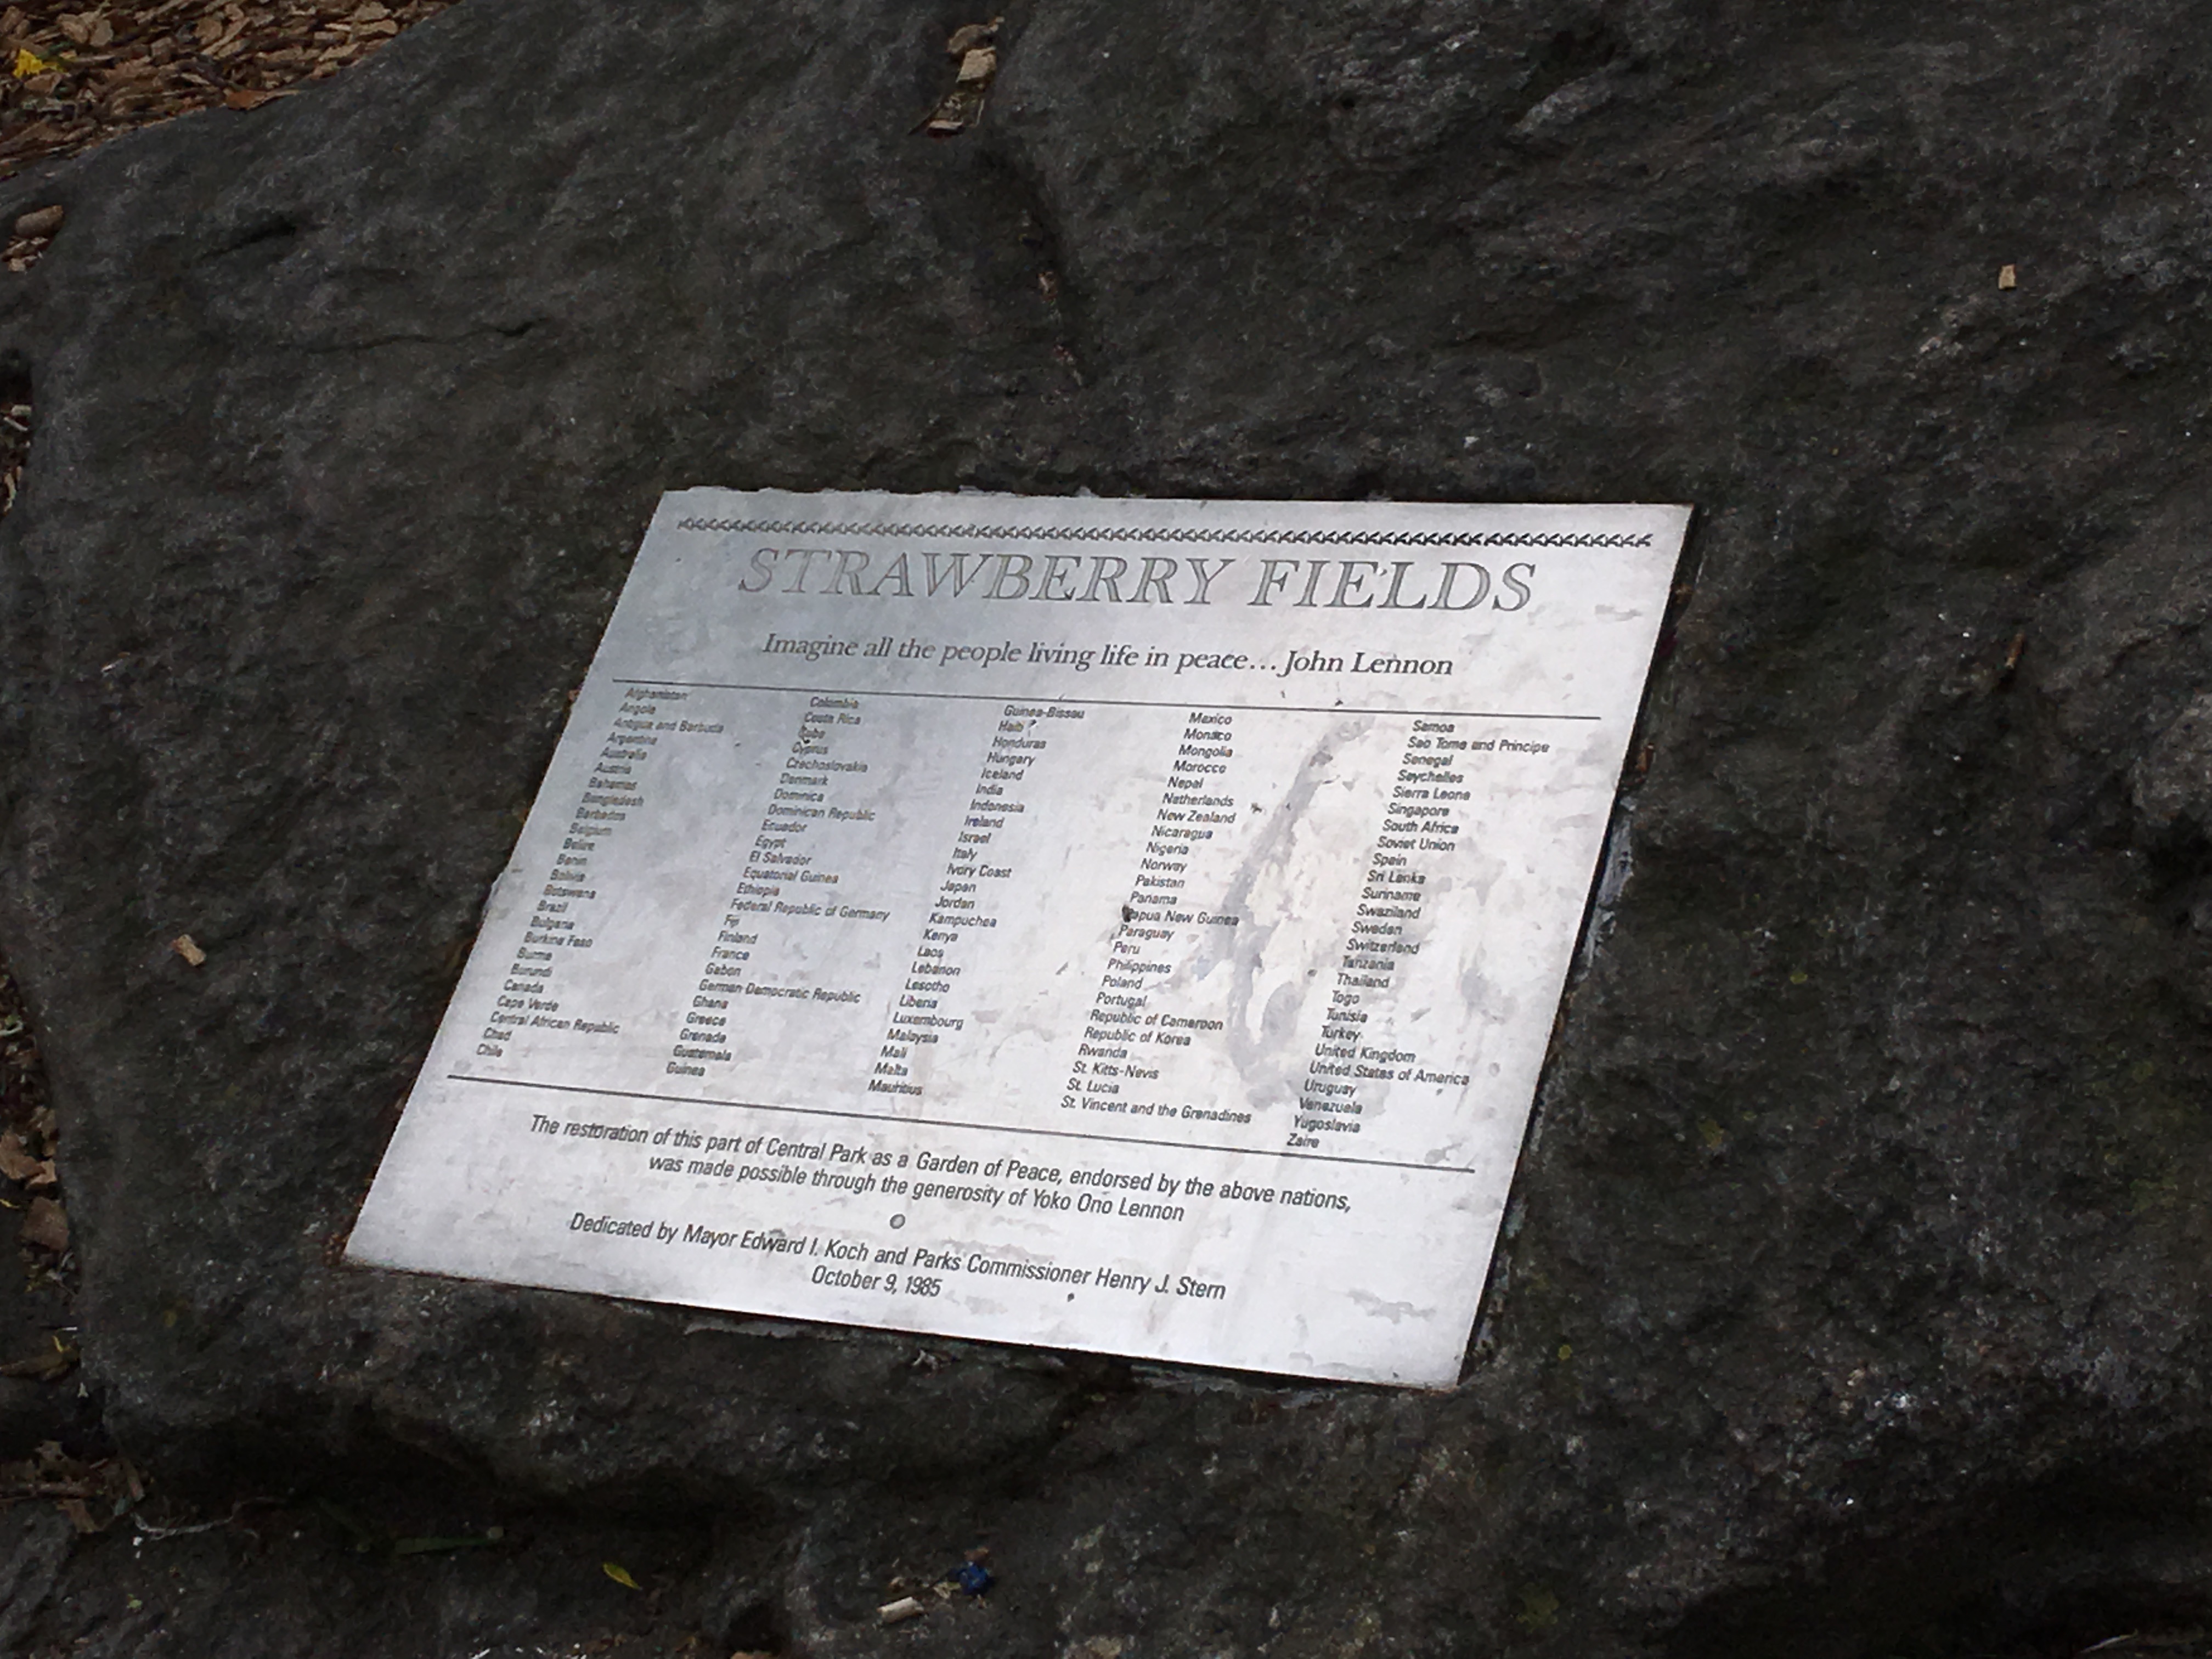 STRAWBERRY FIELDS
Imagine all the people living life in peace... John Lennon
Afghanistan
Angola
Antigua and Barbuda
Argentina
Australia
Austria
Bahamas
Bangladesh
Barbados
Belgium
Belize
Benin
Bolivia
Botswana
Brazil
Bulgaria
Burkina Faso
Burma
Burundi
Canada
Cape Verde
Central African Republic
Chad
Chile
Colombia
Costa Rica
Cuba
Cyprus
Czechoslovakia
Denmark
Dominica
Dominican Republic
Ecuador
Egypt
El Salvador
Equatorial Guinea
Ethiopia
Federal Republic of Germany
Fiji
Finland
France
Gabon
German Democratic Republic
Ghana
Greece
Grenada
Guatemala
Guinea
Guinea-Bissau
Haiti
Honduras
Hungary
Iceland
India
Indonesia
Ireland
Israel
Italy
Ivory Coast
Japan
Jordan
Kampuchea
Kenya
Laos
Lebanon
Lesotho
Liberia
Luxembourg
Malaysia
Mali
Malta
Mauritius
Mexico
Monaco
Mongolia
Morocco
Nepal
Netherlands
New Zealand
Nicaragua
Nigeria
Norway
Pakistan
Panama
Papua New Guinea
Paraguay
Peru
Philippines
Poland
Portugal
Republic of Cameroon
Republic of Korea
Rwanda
St. Kitts-Nevis
St. Lucia
St. Vincent and the Grenadines
Samoa
Sao Tome and Principe
Senegal
Seychelles
Sierra Leone
Singapore
South Africa
Soviet Union
Spain
Sri Lanka
Suriname
Swaziland
Sweden
Switzerland
Tanzania
Thailand
Togo
Tunisia
Turkey
United Kingdom
United States of America
Uruguay
Venezuela
Yugoslavia
Zaire
The restoration of this part of Central Park as a Garden of Peace, endorsed by the above nations,
was made possible through the generosity of Yoko Ono Lennon
Dedicated by Mayor Edward I. Koch and Parks Commissioner Henry J. Stern
October 9, 1985